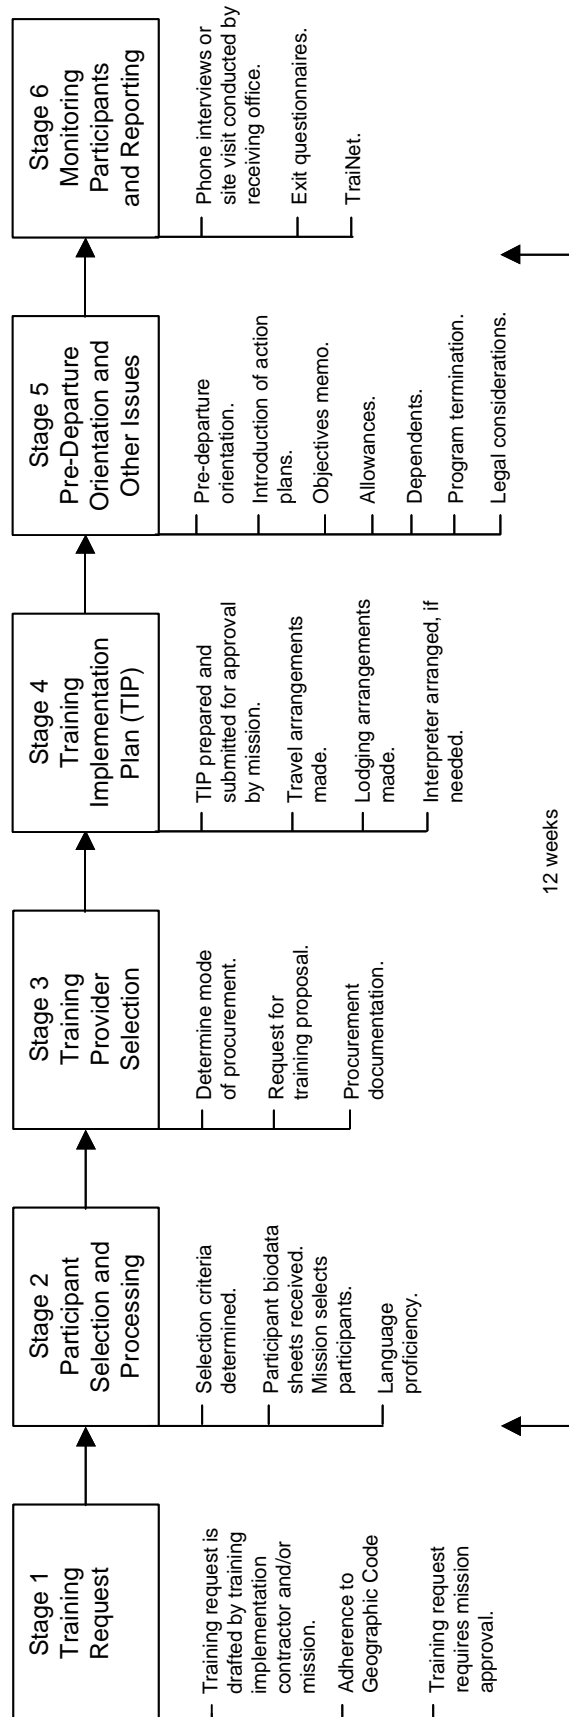 Stage 1
Training
Request
Training request is
drafted by training
implementation
contractor and/or
mission.
Adherence to
Geographic Code
Training request
requires mission
approval.
Stage 2
Participant
Selection and
Processing
Selection criteria
determined.
Participant biodata
sheets received.
Mission selects
participants.
Language
proficiency.
Stage 3
Training
Provider
Selection
Determine mode
of procurement.
Request for
training proposal.
Procurement
documentation.
Stage 4
Training
Implementation
Plan (TIP)
TIP prepared and
submitted for approval
by mission.
Travel arrangements
made.
Lodging arrangements
made.
Interpreter arranged, if
needed.
Stage 5
Pre-Departure
Orientation and
Other Issues
Pre-departure
orientation.
Introduction of action
plans.
Objectives memo.
Allowances.
Dependents.
Program termination.
Legal considerations.
Stage 6
Monitoring
Participants
and Reporting
Phone interviews or
site visit conducted by
receiving office.
Exit questionnaires.
TraiNet.
12 weeks